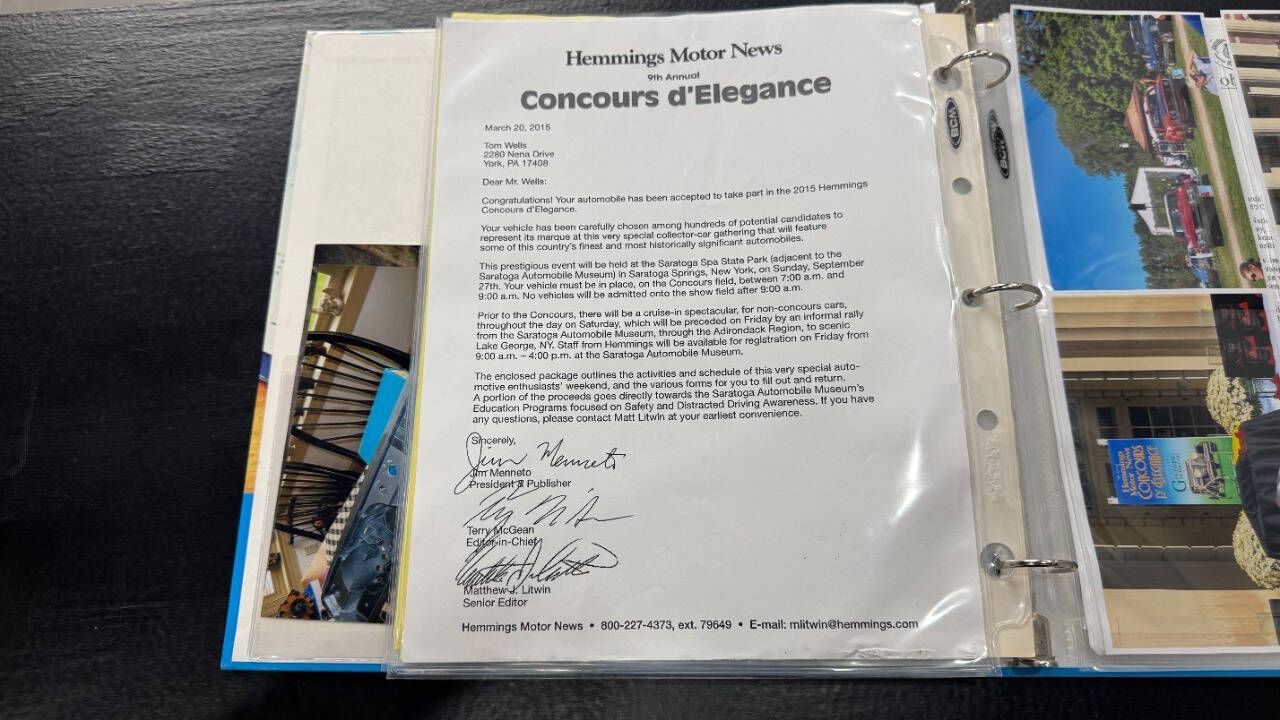 Hemmings Motor News
9th Annual
Concours d'Elegance
March 20, 2015
Tom Wells
2280 Nena Drive
York, PA 17408
Dear Mr. Wells:
Congratulations! Your automobile has been accepted to take part in the 2015 Hemmings
Concours d'Elegance.
Your vehicle has been carefully chosen among hundreds of potential candidates to
represent its marque at this very special collector-car gathering that will feature
some of this country's finest and most historically significant automobiles.
This prestigious event will be held at the Saratoga Spa State Park (adjacent to the
Saratoga Automobile Museum) in Saratoga Springs, New York, on Sunday, September
27th. Your vehicle must be in place, on the Concours field, between 7:00 a.m. and
9:00 a.m. No vehicles will be admitted onto the show field after 9:00 a.m.
Prior to the Concours, there will be a cruise-in spectacular, for non-concours cars,
throughout the day on Saturday, which will be preceded on Friday by an informal rally
from the Saratoga Automobile Museum, through the Adirondack Region, to scenic
Lake George, NY. Staff from Hemmings will be available for registration on Friday from
9:00 a.m. – 4:00 p.m. at the Saratoga Automobile Museum.
The enclosed package outlines the activities and schedule of this very special auto-
motive enthusiasts' weekend, and the various forms for you to fill out and return.
A portion of the proceeds goes directly towards the Saratoga Automobile Museum's
Education Programs focused on Safety and Distracted Driving Awareness. If you have
any questions, please contact Matt Litwin at your earliest convenience.
Sincerely,
Jim Menneto
Jim Menneto
President & Publisher
Terry McGean
Editor-in-Chief
Matthew J. Litwin
Senior Editor
Hemmings Motor News • 800-227-4373, ext. 79649 • E-mail: mlitwin@hemmings.com
BCW
BCW
Hemmings
Motor News
CONCOURS
D'ELEGANCE